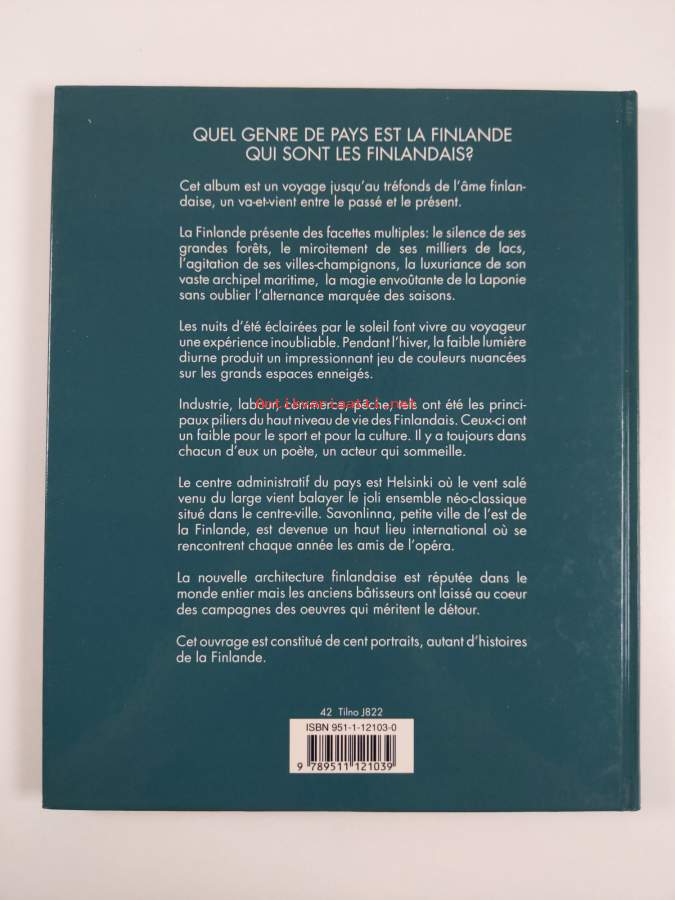 QUEL GENRE DE PAYS EST LA FINLANDE
QUI SONT LES FINLANDAIS?
Cet album est un voyage jusqu'au tréfonds de l'âme finlan-
daise, un va-et-vient entre le passé et le présent.
La Finlande présente des facettes multiples: le silence de ses
grandes forêts, le miroitement de ses milliers de lacs,
l'agitation de ses villes-champignons, la luxuriance de son
vaste archipel maritime, la magie envoûtante de la Laponie
sans oublier l'alternance marquée des saisons.
Les nuits d'été éclairées par le soleil font vivre au voyageur
une expérience inoubliable. Pendant l'hiver, la faible lumière
diurne produit un impressionnant jeu de couleurs nuancées
sur les grands espaces enneigés.
Industrie, labour, commerce, pêche, tels ont été les princi-
paux piliers du haut niveau de vie des Finlandais. Ceux-ci ont
un faible pour le sport et pour la culture. Il y a toujours dans
chacun d'eux un poète, un acteur qui sommeille.
Le centre administratif du pays est Helsinki où le vent salé
venu du large vient balayer le joli ensemble néo-classique
situé dans le centre-ville. Savonlinna, petite ville de l'est de
la Finlande, est devenue un haut lieu international où se
rencontrent chaque année les amis de l'opéra.
La nouvelle architecture finlandaise est réputée dans le
monde entier mais les anciens bâtisseurs ont laissé au coeur
des campagnes des oeuvres qui méritent le détour.
Cet ouvrage est constitué de cent portraits, autant d'histoires
de la Finlande.
42 Tilno J822
ISBN 951-1-12103-0
9 789511 121039